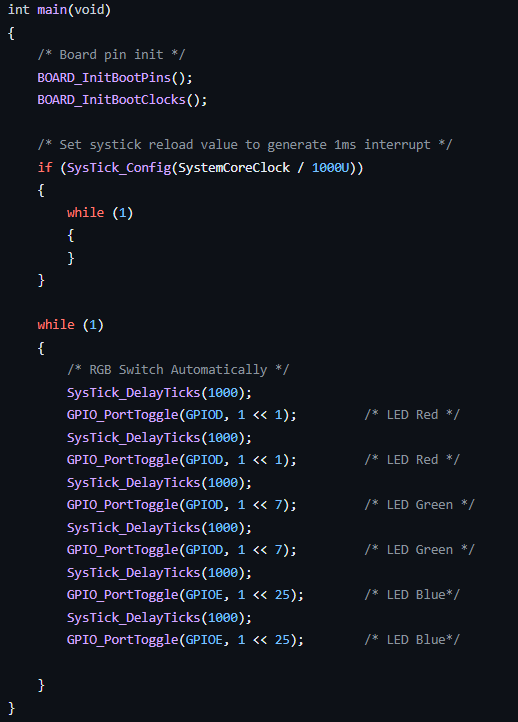 int main(void)
{
    /* Board pin init */
    BOARD_InitBootPins();
    BOARD_InitBootClocks();

    /* Set systick reload value to generate 1ms interrupt */
    if (SysTick_Config(SystemCoreClock / 1000U))
    {
        while (1)
        {
        }
    }

    while (1)
    {
        /* RGB Switch Automatically */
        SysTick_DelayTicks(1000);
        GPIO_PortToggle(GPIOD, 1 << 1);         /* LED Red */
        SysTick_DelayTicks(1000);
        GPIO_PortToggle(GPIOD, 1 << 1);         /* LED Red */
        SysTick_DelayTicks(1000);
        GPIO_PortToggle(GPIOD, 1 << 7);         /* LED Green */
        SysTick_DelayTicks(1000);
        GPIO_PortToggle(GPIOD, 1 << 7);         /* LED Green */
        SysTick_DelayTicks(1000);
        GPIO_PortToggle(GPIOE, 1 << 25);        /* LED Blue*/
        SysTick_DelayTicks(1000);
        GPIO_PortToggle(GPIOE, 1 << 25);        /* LED Blue*/

    }
}